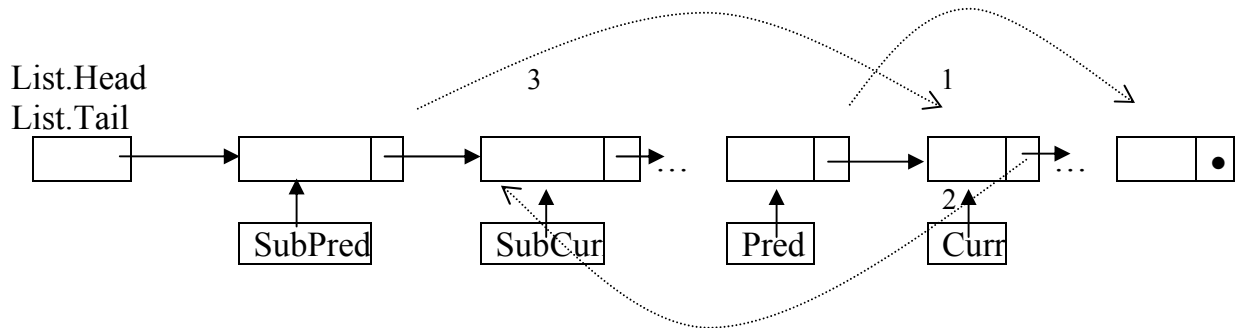 List.Head
3
1
List.Tail
…
…
2
SubPred
SubCur
Pred
Curr